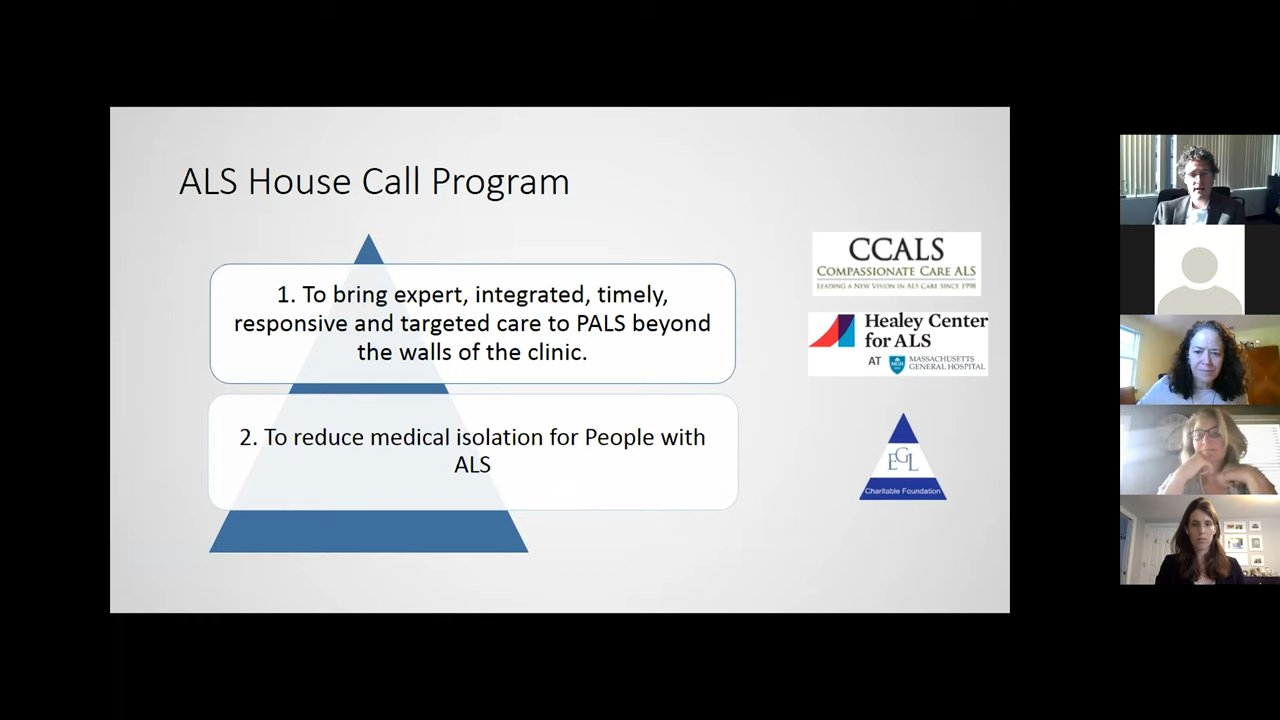 ALS House Call Program
1. To bring expert, integrated, timely,
responsive and targeted care to PALS beyond
the walls of the clinic.
2. To reduce medical isolation for People with
ALS
CCALS
COMPASSIONATE CARE ALS
LEADING A NEW VISION IN ALS CARE SINCE 1998
Healey Center
for ALS
AT
MASSACHUSETTS
GENERAL HOSPITAL
EGL
Charitable Foundation